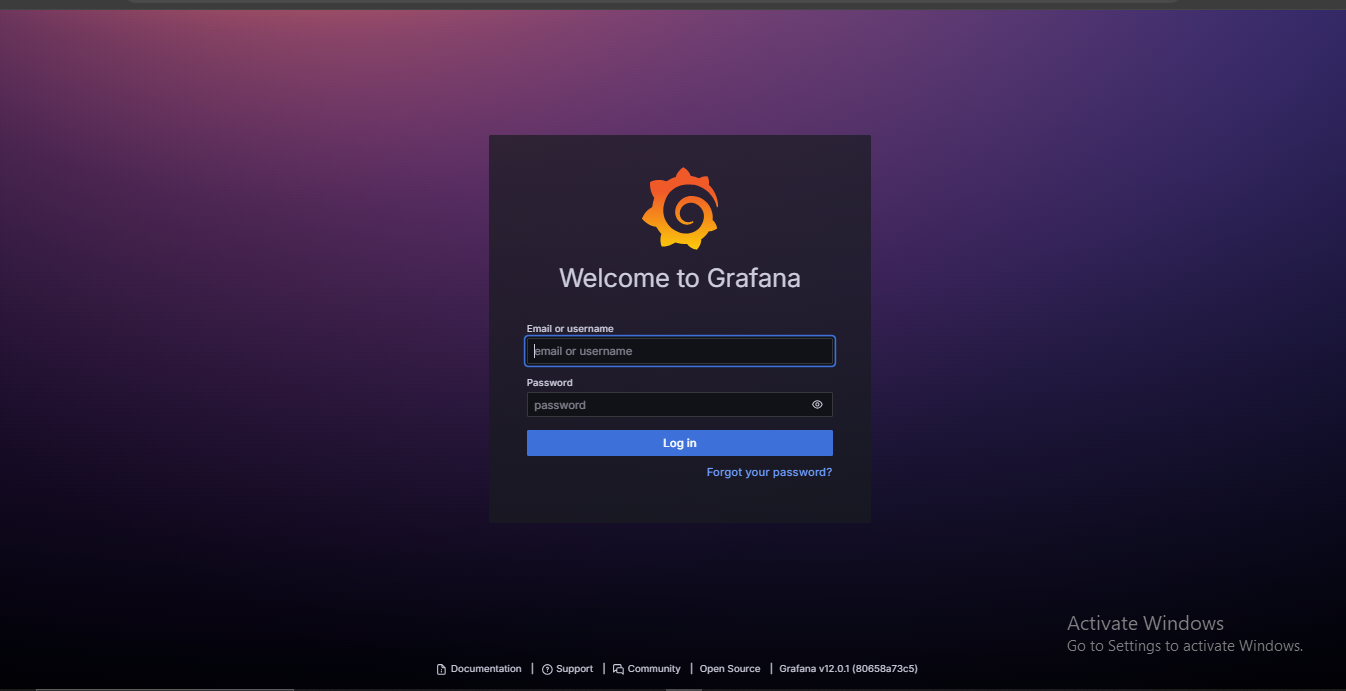 Welcome to Grafana
Email or username
email or username
Password
password
Log in
Forgot your password?
Activate Windows
Go to Settings to activate Windows.
Documentation | Support | Community | Open Source | Grafana v12.0.1 (80658a73c5)